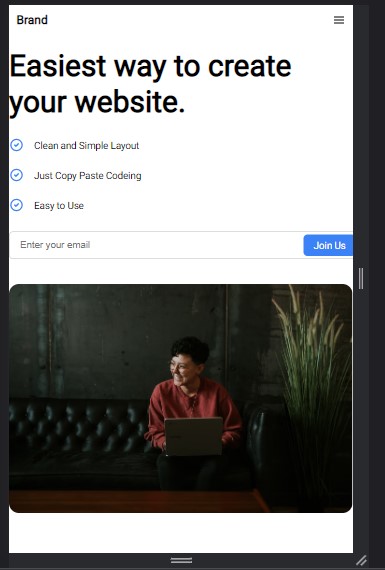 Brand
Easiest way to create
your website.
Clean and Simple Layout
Just Copy Paste Codeing
Easy to Use
Enter your email
Join Us